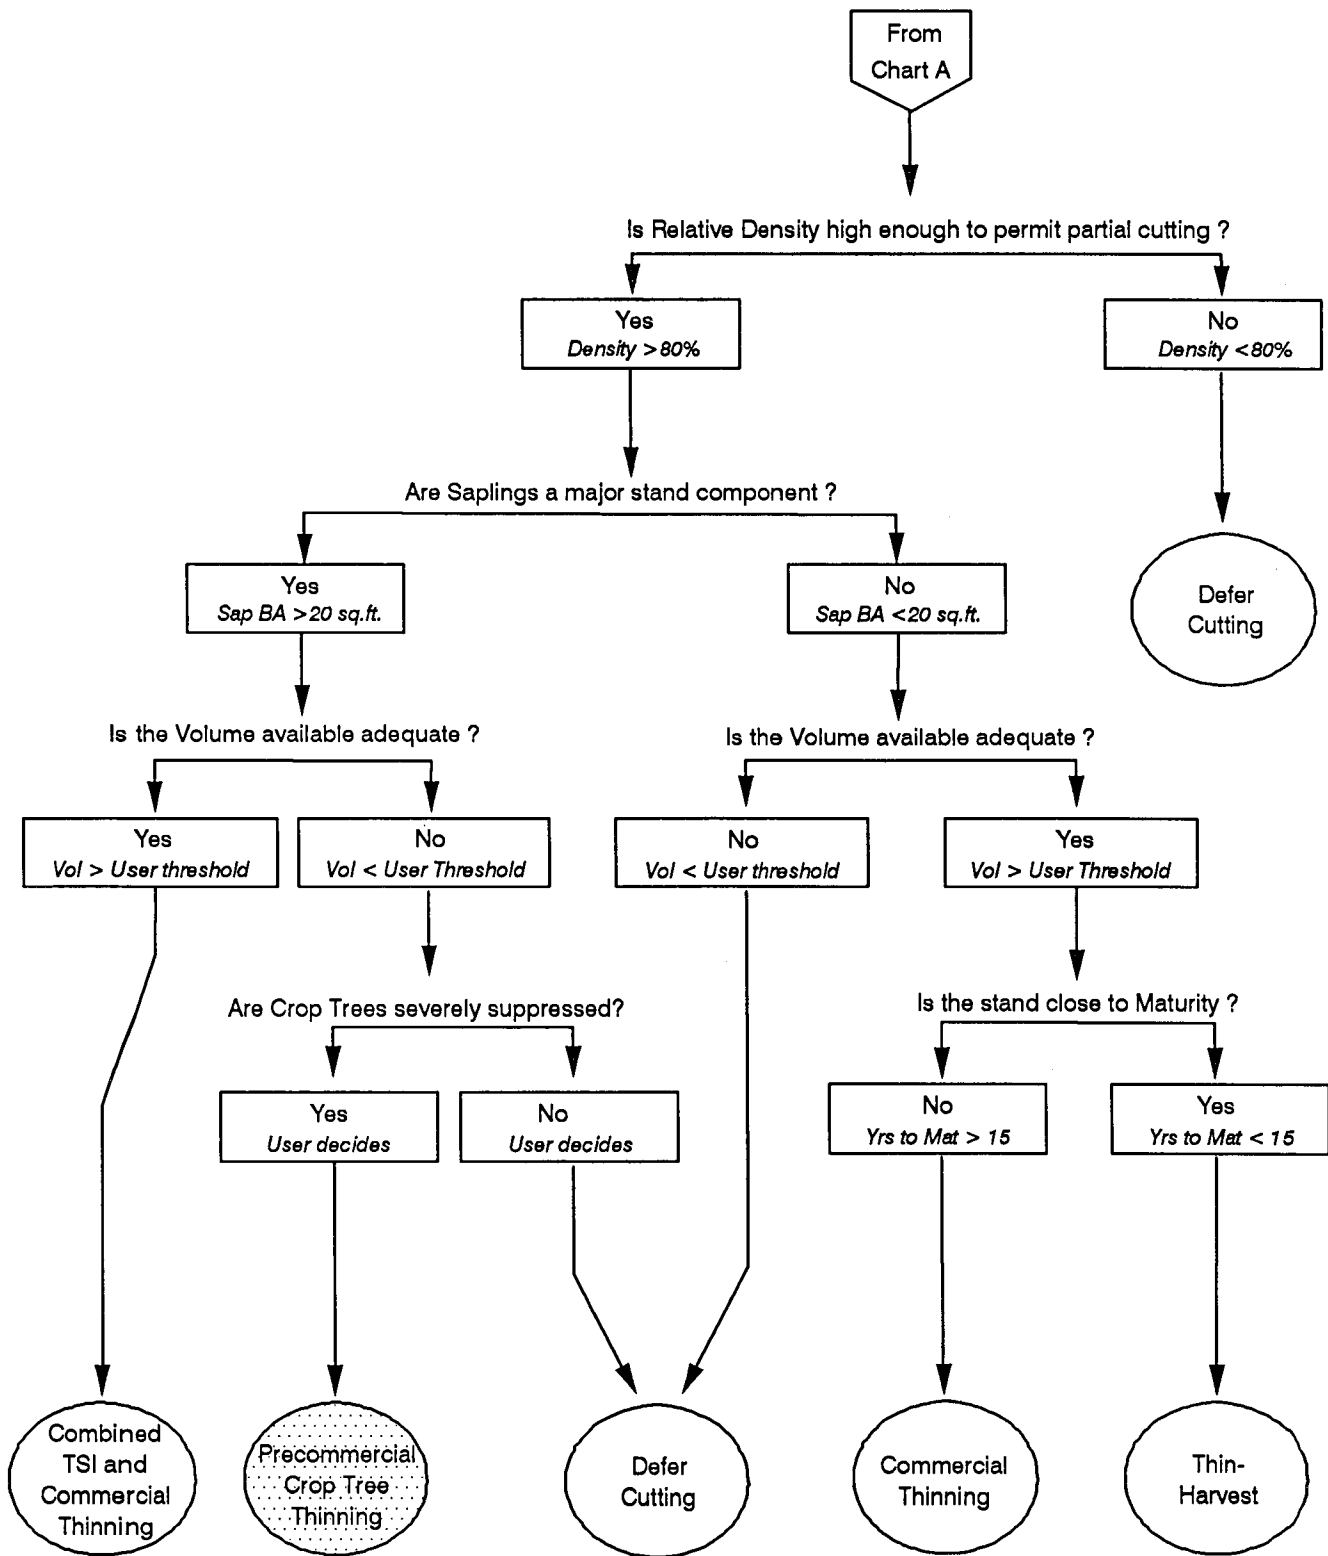 From
Chart A
Is Relative Density high enough to permit partial cutting ?
Yes
Density >80%
No
Density <80%
Are Saplings a major stand component ?
Yes
Sap BA >20 sq.ft.
No
Sap BA <20 sq.ft.
Defer
Cutting
Is the Volume available adequate ?
Is the Volume available adequate ?
Yes
Vol > User threshold
No
Vol < User Threshold
No
Vol < User threshold
Yes
Vol > User Threshold
Are Crop Trees severely suppressed?
Is the stand close to Maturity ?
Yes
User decides
No
User decides
No
Yrs to Mat > 15
Yes
Yrs to Mat < 15
Combined
TSI and
Commercial
Thinning
Precommercial
Crop Tree
Thinning
Defer
Cutting
Commercial
Thinning
Thin-
Harvest